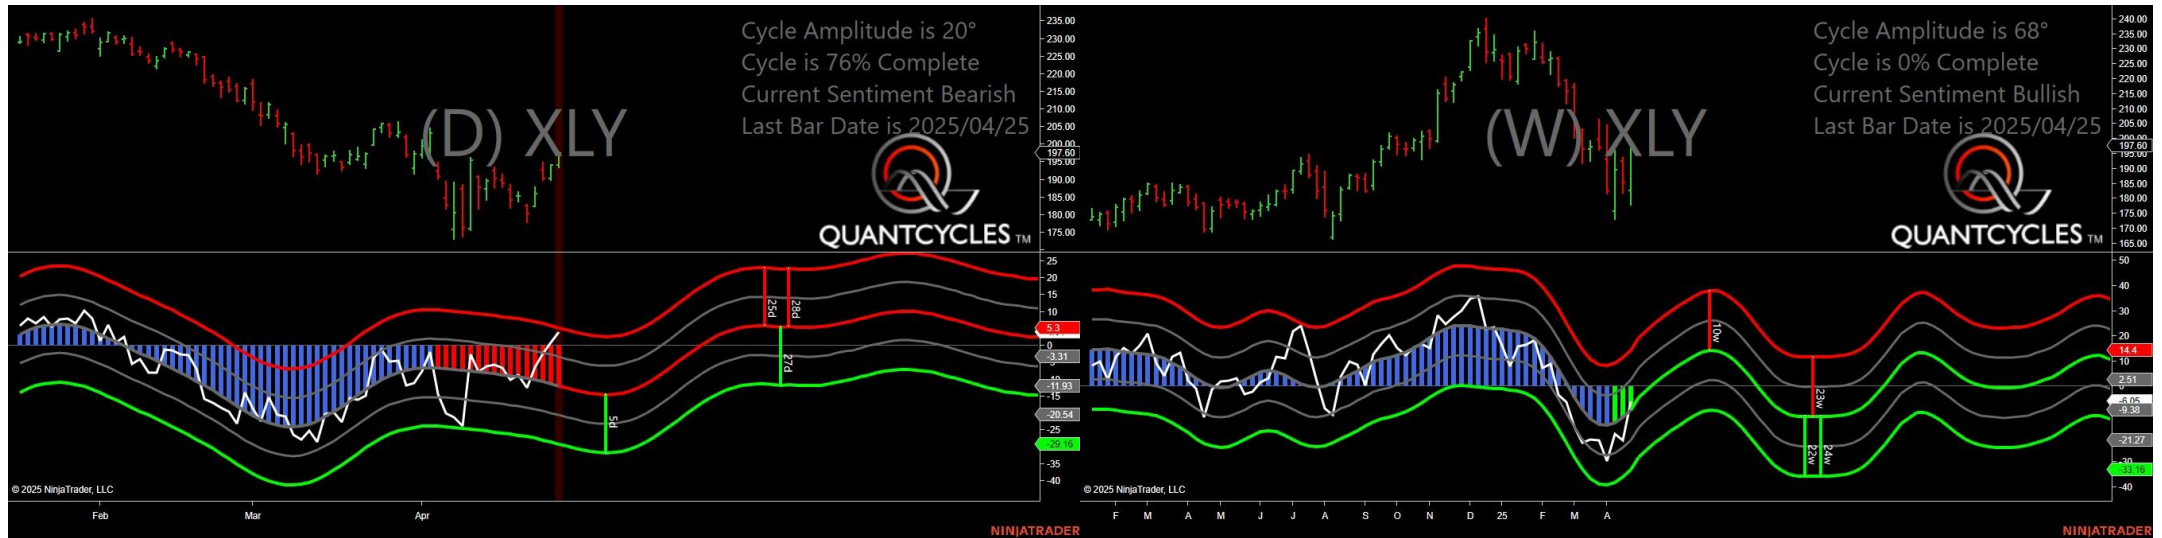 Cycle Amplitude is 20°
Cycle is 76% Complete
Current Sentiment Bearish
Last Bar Date is 2025/04/25
(D) XLY
QUANTCYCLES TM
235.00
230.00
225.00
220.00
215.00
210.00
205.00
200.00
197.60
195.00
190.00
185.00
180.00
175.00
25
20
15
10
5.3
0
-3.31
-11.93
-15
-20.54
-25
-29.16
-35
-40
25d
28d
27d
5d
© 2025 NinjaTrader, LLC
Feb
Mar
Apr
NINJATRADER
Cycle Amplitude is 68°
Cycle is 0% Complete
Current Sentiment Bullish
Last Bar Date is 2025/04/25
(W) XLY
QUANTCYCLES TM
240.00
235.00
230.00
225.00
220.00
215.00
210.00
205.00
200.00
197.60
195.00
190.00
185.00
180.00
175.00
170.00
165.00
50
40
30
20
14.4
10
2.51
-6.05
-9.38
-21.27
-30
-33.16
-40
10w
23w
22w
24w
© 2025 NinjaTrader, LLC
F
M
A
M
J
J
A
S
O
N
D
25
F
M
A
NINJATRADER